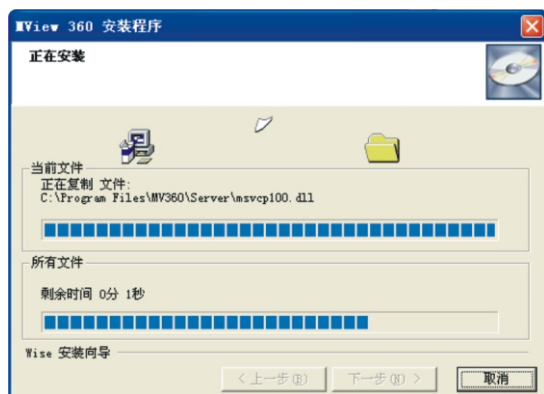 MView 360 安装程序
正在安装
当前文件
正在复制 文件:
C:\Program Files\MV360\Server\msvcp100.dll
所有文件
剩余时间 0分 1秒
Wise 安装向导
< 上一步(B)
下一步(N) >
取消